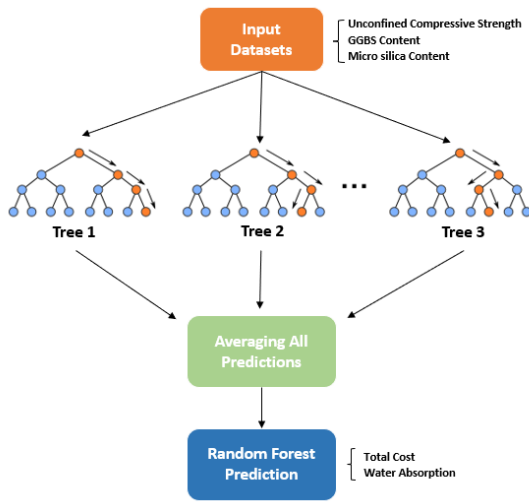 Input
Datasets
Unconfined Compressive Strength
GGBS Content
Micro silica Content
...
Tree 1
Tree 2
Tree 3
Averaging All
Predictions
Random Forest
Prediction
Total Cost
Water Absorption